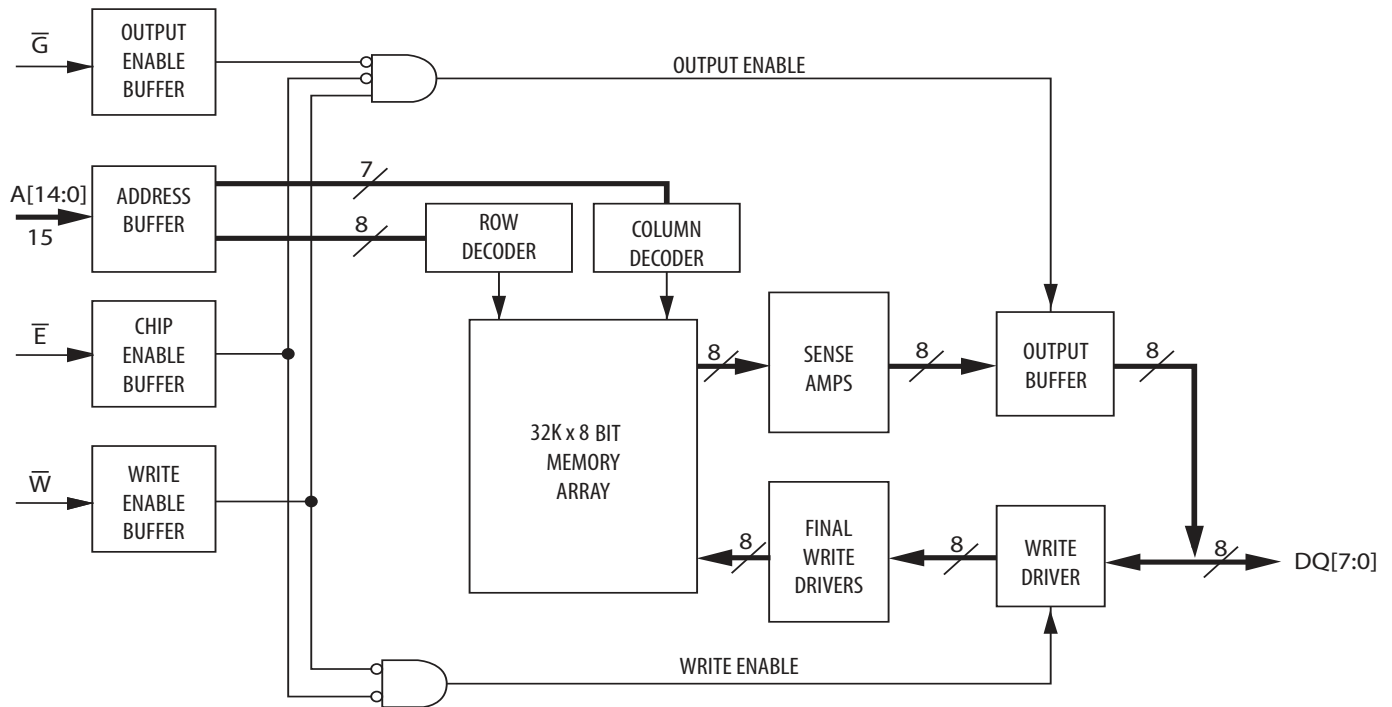 G̅
OUTPUT
ENABLE
BUFFER
OUTPUT ENABLE
A[14:0]
15
ADDRESS
BUFFER
7
8
ROW
DECODER
COLUMN
DECODER
E̅
CHIP
ENABLE
BUFFER
32K x 8 BIT
MEMORY
ARRAY
8
SENSE
AMPS
8
OUTPUT
BUFFER
8
W̅
WRITE
ENABLE
BUFFER
8
FINAL
WRITE
DRIVERS
8
WRITE
DRIVER
8
DQ[7:0]
WRITE ENABLE